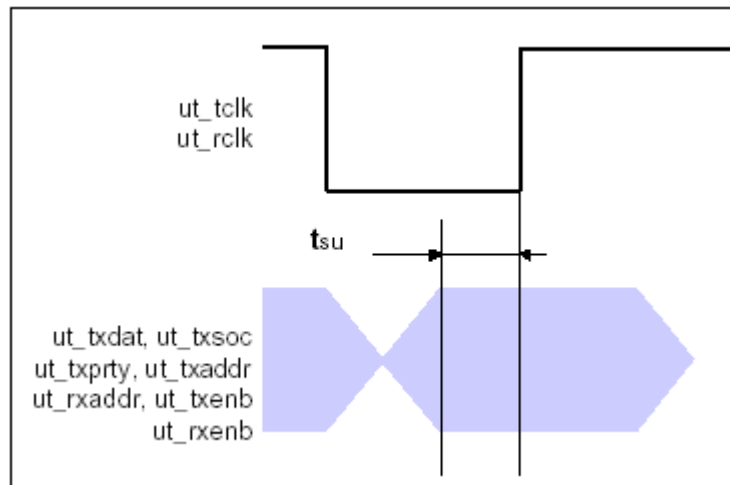 ut_tclk
ut_rclk
tsu
ut_txdat, ut_txsoc
ut_txprty, ut_txaddr
ut_rxaddr, ut_txenb
ut_rxenb